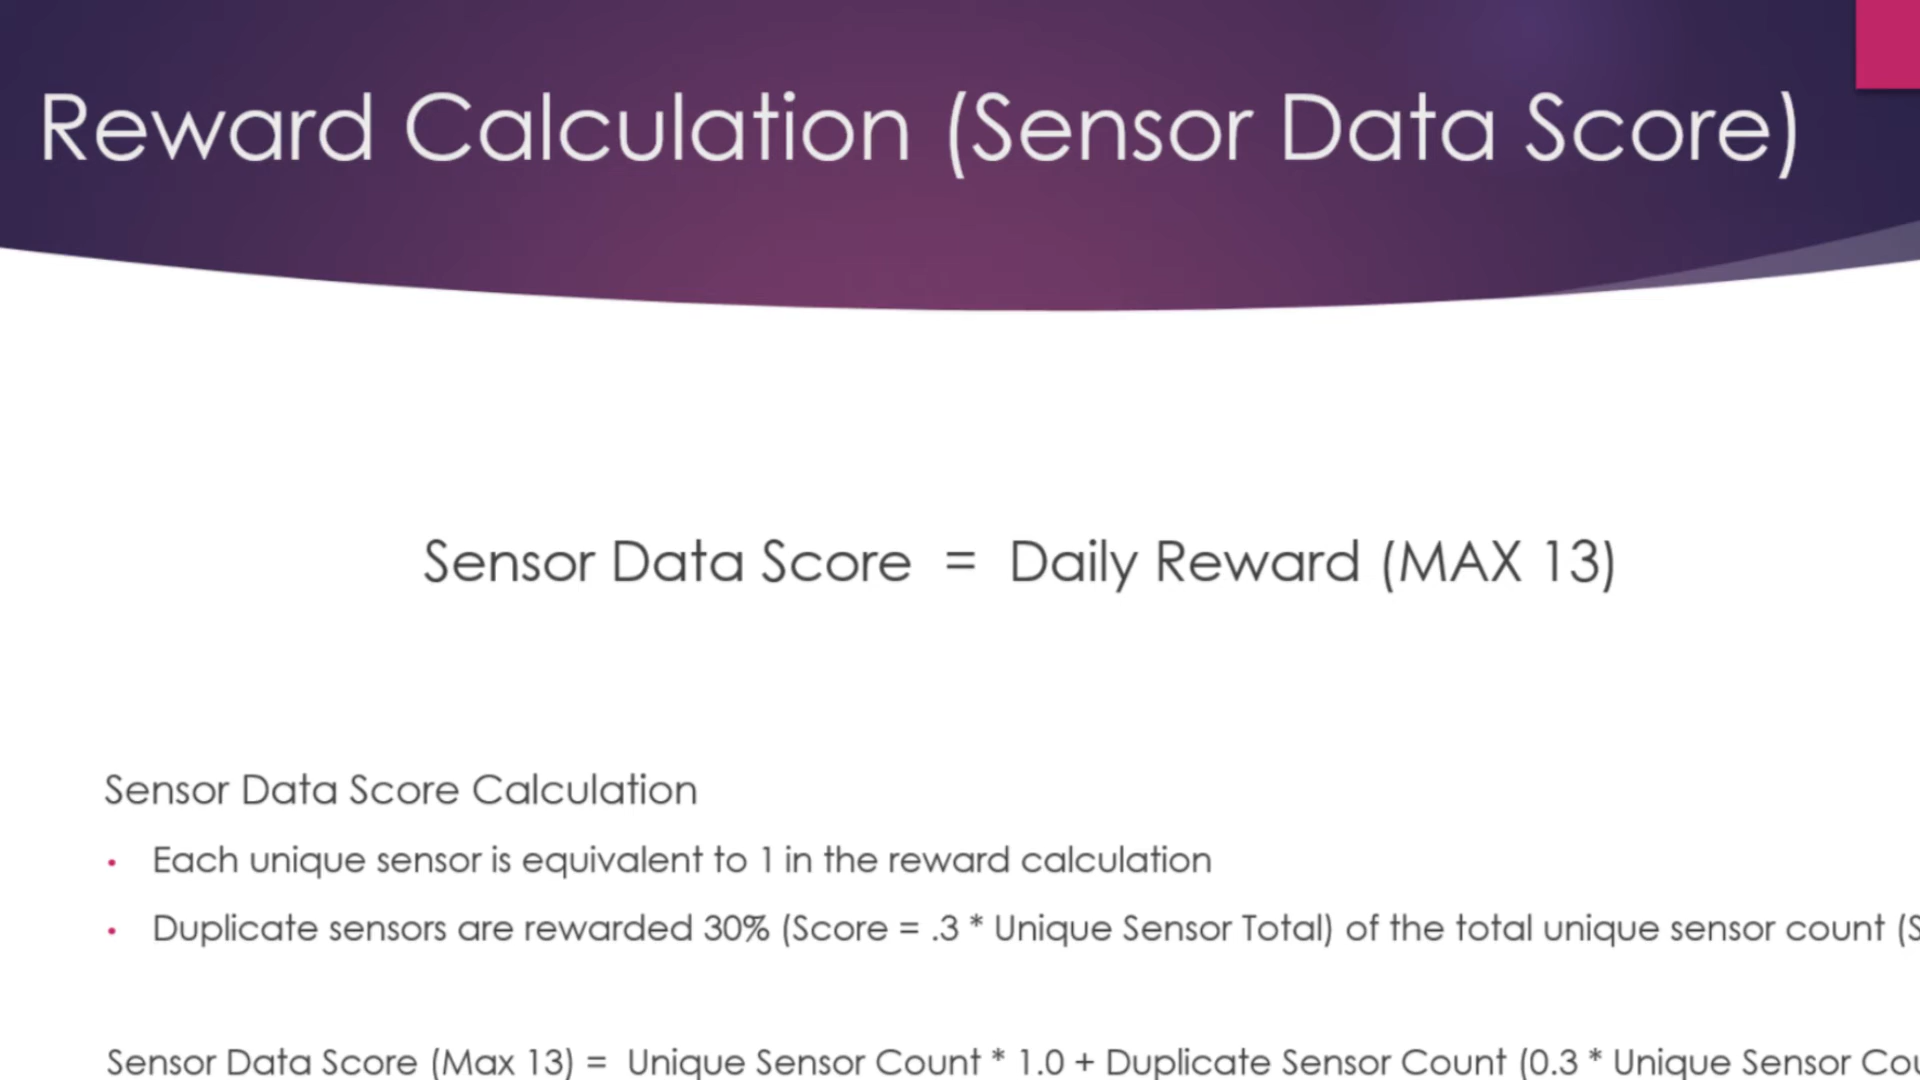 Reward Calculation (Sensor Data Score)
Sensor Data Score = Daily Reward (MAX 13)
Sensor Data Score Calculation
• Each unique sensor is equivalent to 1 in the reward calculation
• Duplicate sensors are rewarded 30% (Score = .3 * Unique Sensor Total) of the total unique sensor count (
Sensor Data Score (Max 13) = Unique Sensor Count * 1.0 + Duplicate Sensor Count (0.3 * Unique Sensor